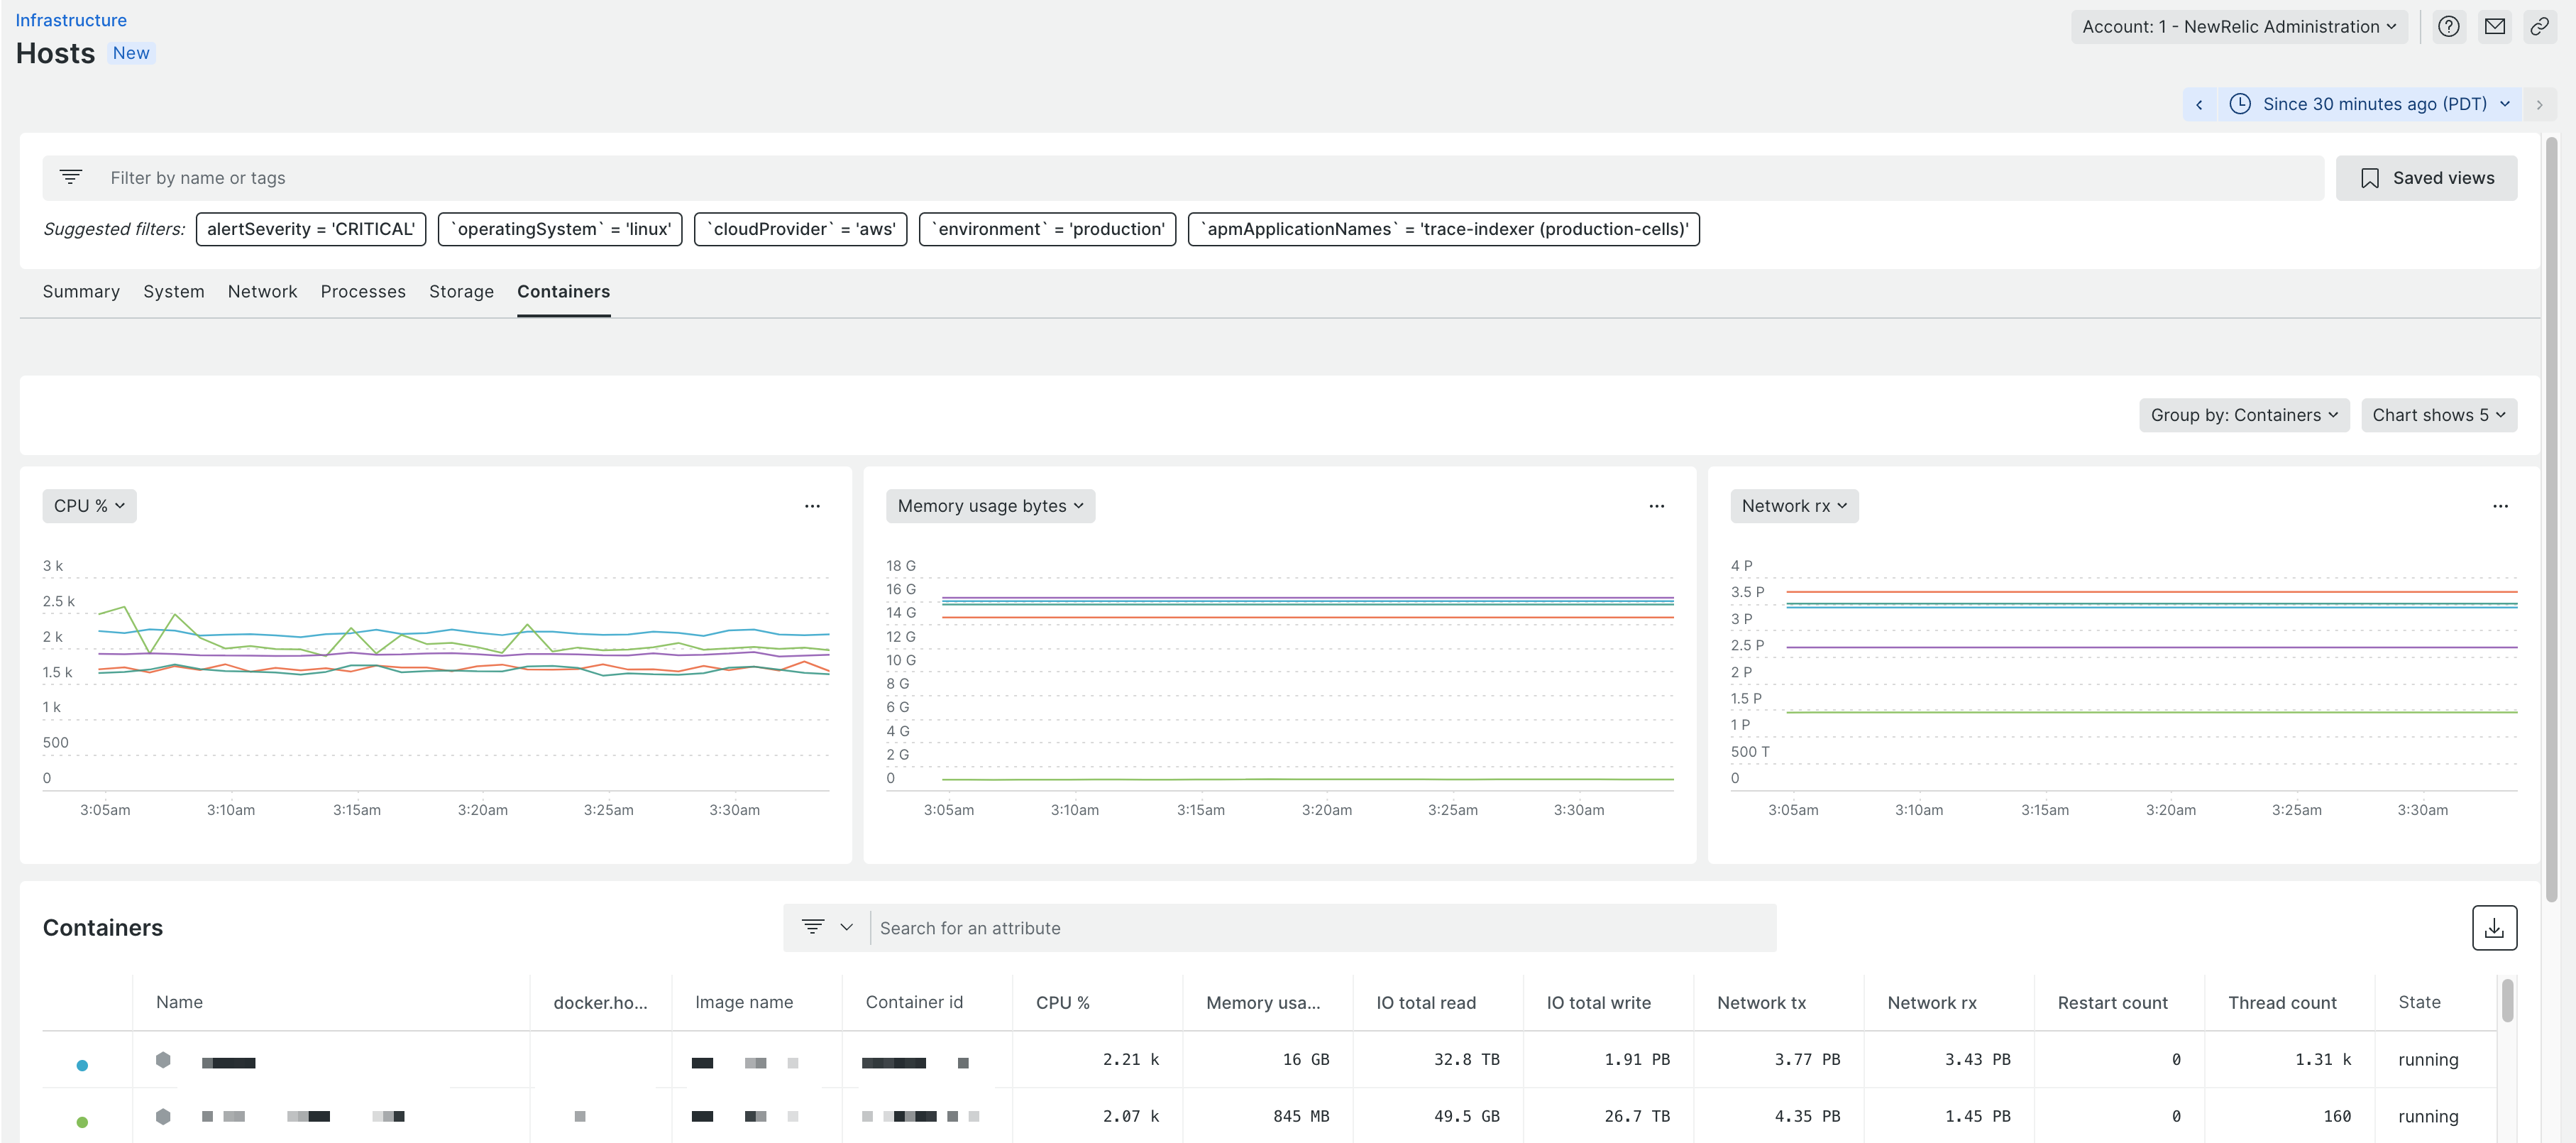 Infrastructure
Hosts New
Account: 1 - NewRelic Administration
Since 30 minutes ago (PDT)
Filter by name or tags
Saved views
Suggested filters: alertSeverity = 'CRITICAL' `operatingSystem` = 'linux' `cloudProvider` = 'aws' `environment` = 'production' `apmApplicationNames` = 'trace-indexer (production-cells)'
Summary System Network Processes Storage Containers
Group by: Containers Chart shows 5
CPU %
...
3 k
2.5 k
2 k
1.5 k
1 k
500
0
3:05am 3:10am 3:15am 3:20am 3:25am 3:30am
Memory usage bytes
...
18 G
16 G
14 G
12 G
10 G
8 G
6 G
4 G
2 G
0
3:05am 3:10am 3:15am 3:20am 3:25am 3:30am
Network rx
...
4 P
3.5 P
3 P
2.5 P
2 P
1.5 P
1 P
500 T
0
3:05am 3:10am 3:15am 3:20am 3:25am 3:30am
Containers
Search for an attribute
Name docker.ho... Image name Container id CPU % Memory usa... IO total read IO total write Network tx Network rx Restart count Thread count State
2.21 k 16 GB 32.8 TB 1.91 PB 3.77 PB 3.43 PB 0 1.31 k running
2.07 k 845 MB 49.5 GB 26.7 TB 4.35 PB 1.45 PB 0 160 running